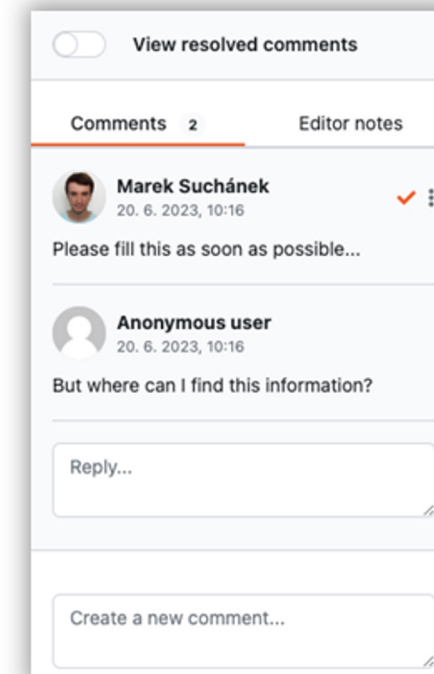 View resolved comments
Comments 2 Editor notes
Marek Suchánek
20. 6. 2023, 10:16
Please fill this as soon as possible...
Anonymous user
20. 6. 2023, 10:16
But where can I find this information?
Reply...
Create a new comment...